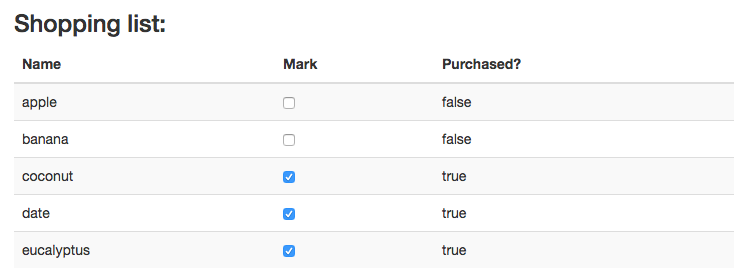 Shopping list:
Name Mark Purchased?
apple false
banana false
coconut true
date true
eucalyptus true